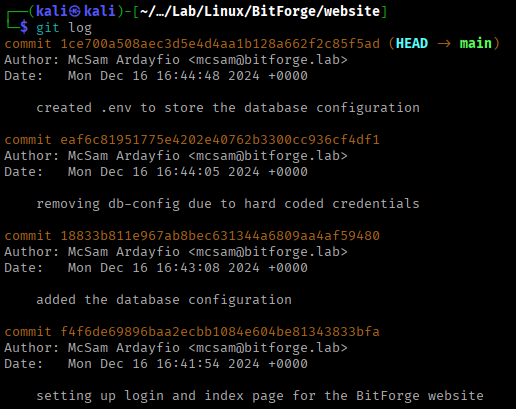 ┌──(kali㉿kali)-[~/…/Lab/Linux/BitForge/website]
└─$ git log
commit 1ce700a508aec3d5e4d4aa1b128a662f2c85f5ad (HEAD -> main)
Author: McSam Ardayfio <mcsam@bitforge.lab>
Date:   Mon Dec 16 16:44:48 2024 +0000
created .env to store the database configuration
commit eaf6c81951775e4202e40762b3300cc936cf4df1
Author: McSam Ardayfio <mcsam@bitforge.lab>
Date:   Mon Dec 16 16:44:05 2024 +0000
removing db-config due to hard coded credentials
commit 18833b811e967ab8bec631344a6809aa4af59480
Author: McSam Ardayfio <mcsam@bitforge.lab>
Date:   Mon Dec 16 16:43:08 2024 +0000
added the database configuration
commit f4f6de69896baa2ecbb1084e604be81343833bfa
Author: McSam Ardayfio <mcsam@bitforge.lab>
Date:   Mon Dec 16 16:41:54 2024 +0000
setting up login and index page for the BitForge website